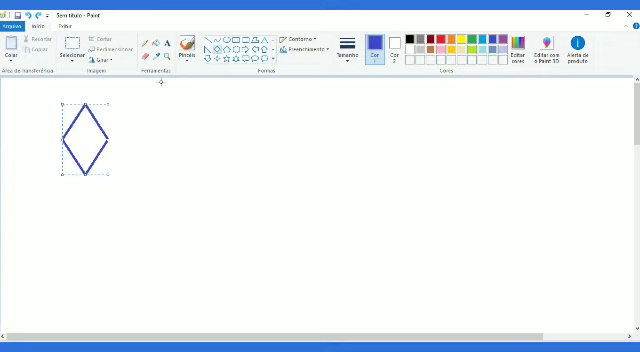 Sem título - Paint
Arquivo Início Exibir
Colar
Recortar
Copiar
Área de Transferência
Selecionar
Cortar
Redimensionar
Girar
Imagem
A
Ferramentas
Pincéis
Contorno
Preenchimento
Formas
Tamanho
Cor
1
Cor
2
Editar
cores
Cores
Editar com
o Paint 3D
Alerta de
produto